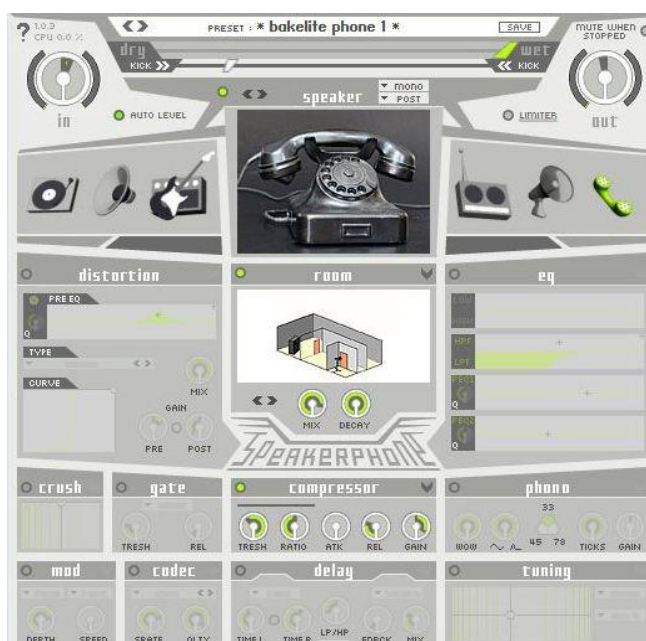 ? 1.0.3
CPU 0.0 %
PRESET : * bakelite phone 1 *
SAVE
MUTE WHEN STOPPED
dry
wet
KICK
KICK
speaker
mono
POST
in
AUTO LEVEL
LIMITER
out
distortion
room
eq
PRE EQ
Q
TYPE
CURVE
MIX
GAIN
PRE
POST
MIX
DECAY
LOW
HPF
LPF
PEQ1
Q
PEQ2
Q
SPEAKERPHONE
crush
gate
compressor
phono
TRESH
REL
TRESH
RATIO
ATK
REL
GAIN
WOW
33
45
78
TICKS
GAIN
mod
codec
delay
tuning
DEPTH
SPEED
SRATE
QLTY
TIME L
TIME R
LP/HP
FDBCK
MIX